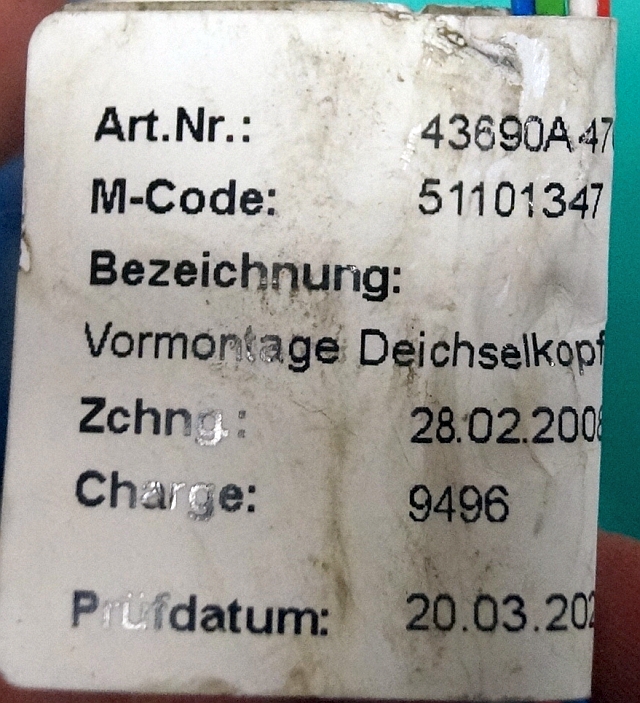 Art.Nr.: 43690A47
M-Code: 51101347
Bezeichnung:
Vormontage Deichselkopf
Zchng.: 28.02.200
Charge: 9496
Prüfdatum: 20.03.20